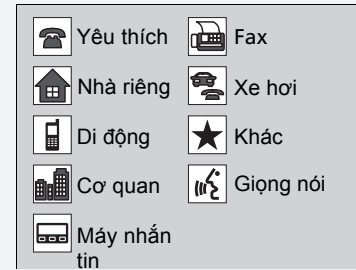 Yêu thích
Fax
Nhà riêng
Xe hơi
Di động
Khác
Cơ quan
Giọng nói
Máy nhắn
tin